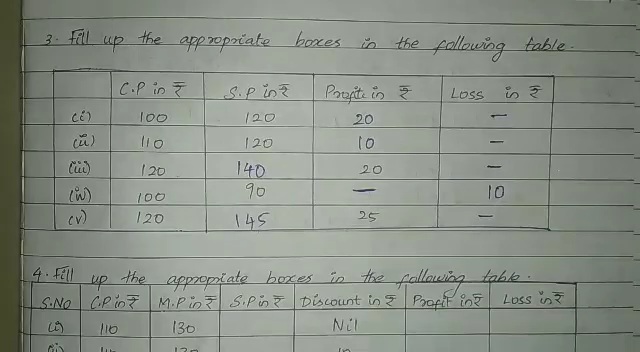 3. Fill up the appropriate boxes in the following table.
C.P in ₹ S.P in ₹ Profit in ₹ Loss in ₹
(i) 100 120 20 —
(ii) 110 120 10 —
(iii) 120 140 20 —
(iv) 100 90 — 10
(v) 120 145 25 —
4. Fill up the appropriate boxes in the following table.
S.NO C.P in ₹ M.P in ₹ S.P in ₹ Discount in ₹ Profit in ₹ Loss in ₹
(i) 110 130 Nil